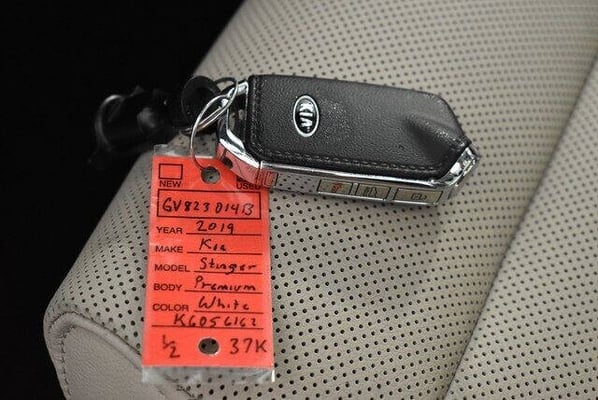 KIA
NEW USED
GV823014B
YEAR 2019
MAKE Kia
MODEL Stinger
BODY Premium
COLOR White
KG056162
1/2 37K